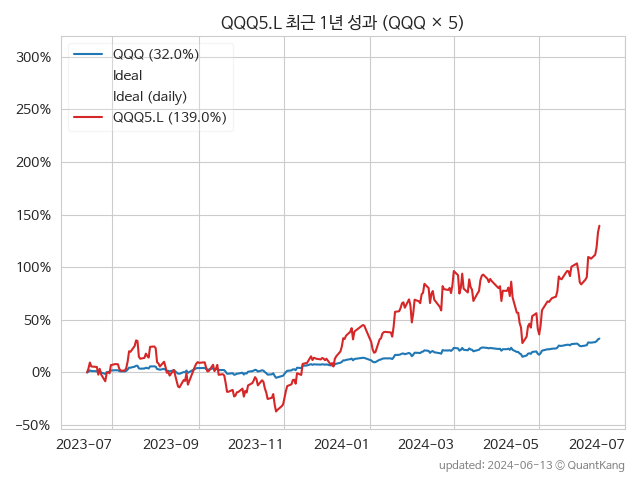 QQQ5.L 최근 1년 성과 (QQQ × 5)
300%
250%
200%
150%
100%
50%
0%
−50%
QQQ (32.0%)
Ideal
Ideal (daily)
QQQ5.L (139.0%)
2023-07
2023-09
2023-11
2024-01
2024-03
2024-05
2024-07
updated: 2024-06-13 © QuantKang